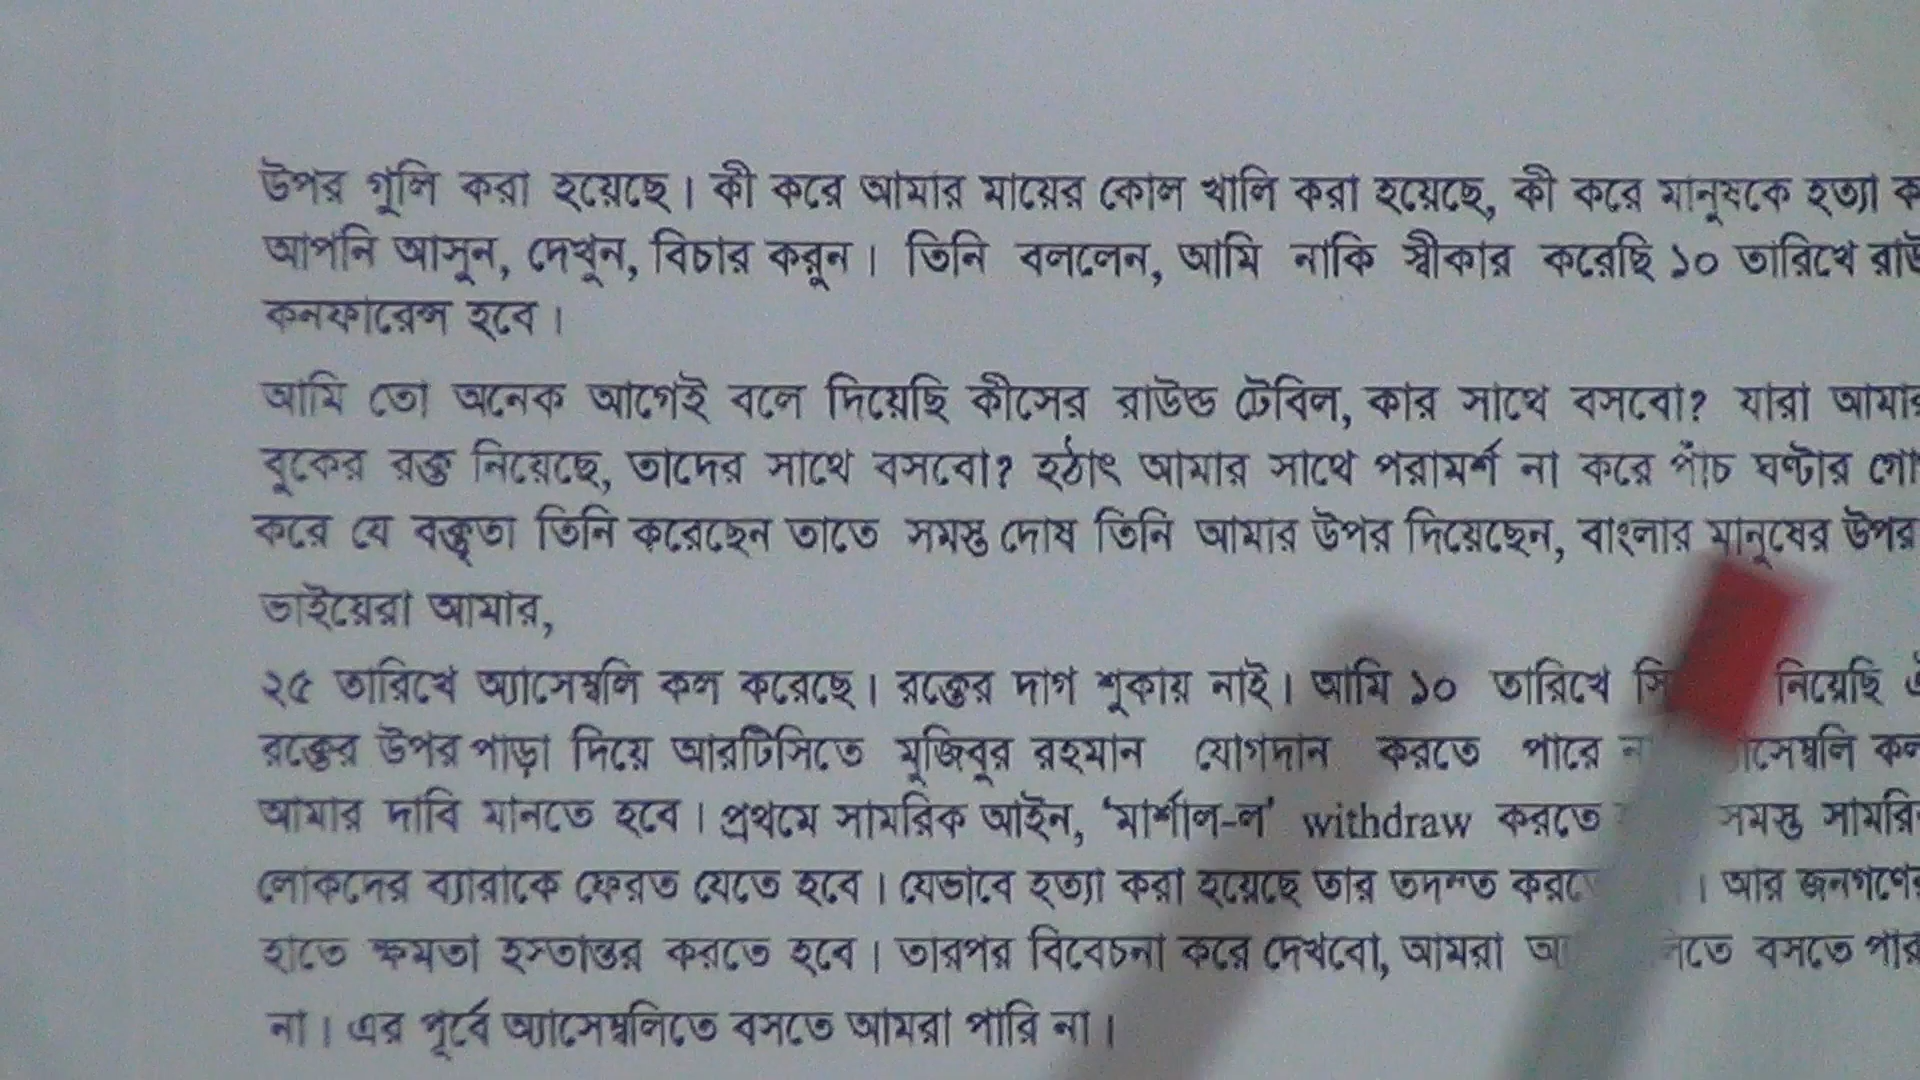 উপর গুলি করা হয়েছে। কী করে আমার মায়ের কোল খালি করা হয়েছে, কী করে মানুষকে হত্যা
আপনি আসুন, দেখুন, বিচার করুন। তিনি বললেন, আমি নাকি স্বীকার করেছি ১০ তারিখে
কনফারেন্স হবে।
আমি তো অনেক আগেই বলে দিয়েছি কীসের রাউন্ড টেবিল, কার সাথে বসবো? যারা আমার
বুকের রক্ত নিয়েছে, তাদের সাথে বসবো? হঠাৎ আমার সাথে পরামর্শ না করে পাঁচ ঘণ্টার
করে যে বক্তৃতা তিনি করেছেন তাতে সমস্ত দোষ তিনি আমার উপর দিয়েছেন, বাংলার মানুষের উপর
ভাইয়েরা আমার,
২৫ তারিখে অ্যাসেম্বলি কল করেছে। রক্তের দাগ শুকায় নাই। আমি ১০ তারিখে নিয়েছি
রক্তের উপর পাড়া দিয়ে আরটিসিতে মুজিবুর রহমান যোগদান করতে পারে কল
আমার দাবি মানতে হবে। প্রথমে সামরিক আইন, ‘মার্শাল-ল’ withdraw করতে সমস্ত
লোকদের ব্যারাকে ফেরত যেতে হবে। যেভাবে হত্যা করা হয়েছে তার তদন্ত করতে । আর জনগণের
হাতে ক্ষমতা হস্তান্তর করতে হবে। তারপর বিবেচনা করে দেখবো, আমরা বসতে
না। এর পূর্বে অ্যাসেম্বলিতে বসতে আমরা পারি না।